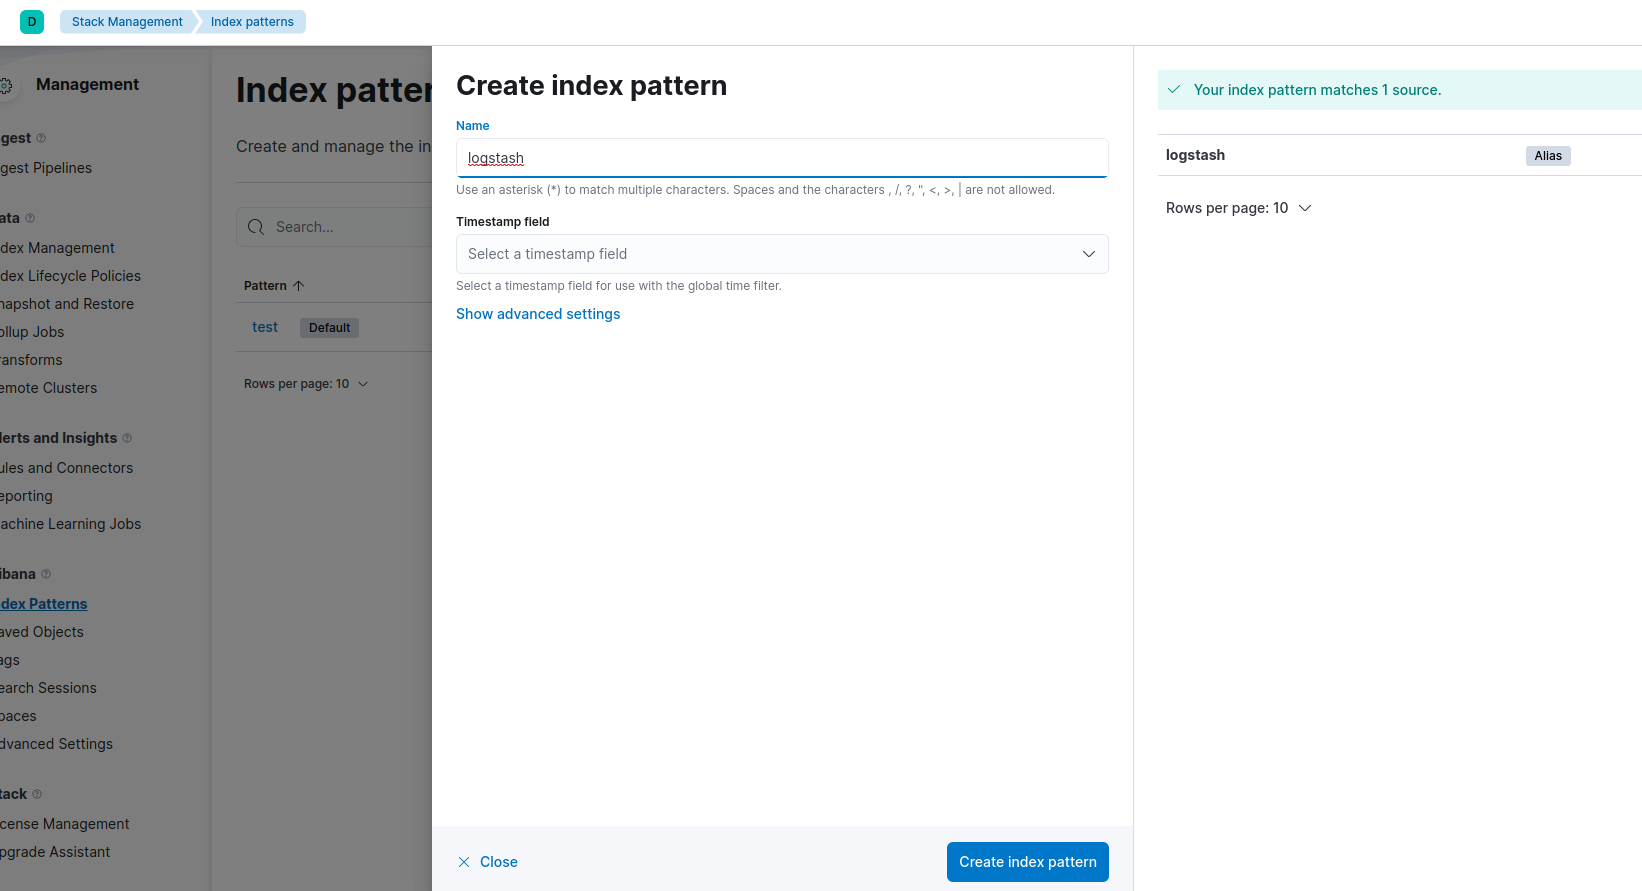 D Stack Management Index patterns
Management
gest
gest Pipelines
ata
dex Management
dex Lifecycle Policies
napshot and Restore
ollup Jobs
ransforms
emote Clusters
lerts and Insights
ules and Connectors
eporting
achine Learning Jobs
ibana
dex Patterns
aved Objects
ags
earch Sessions
paces
dvanced Settings
tack
cense Management
pgrade Assistant
Index patter
Create and manage the in
Search...
Pattern
test Default
Rows per page: 10
Create index pattern
Name
logstash
Use an asterisk (*) to match multiple characters. Spaces and the characters , /, ?, ", <, >, | are not allowed.
Timestamp field
Select a timestamp field
Select a timestamp field for use with the global time filter.
Show advanced settings
Close
Create index pattern
Your index pattern matches 1 source.
logstash Alias
Rows per page: 10